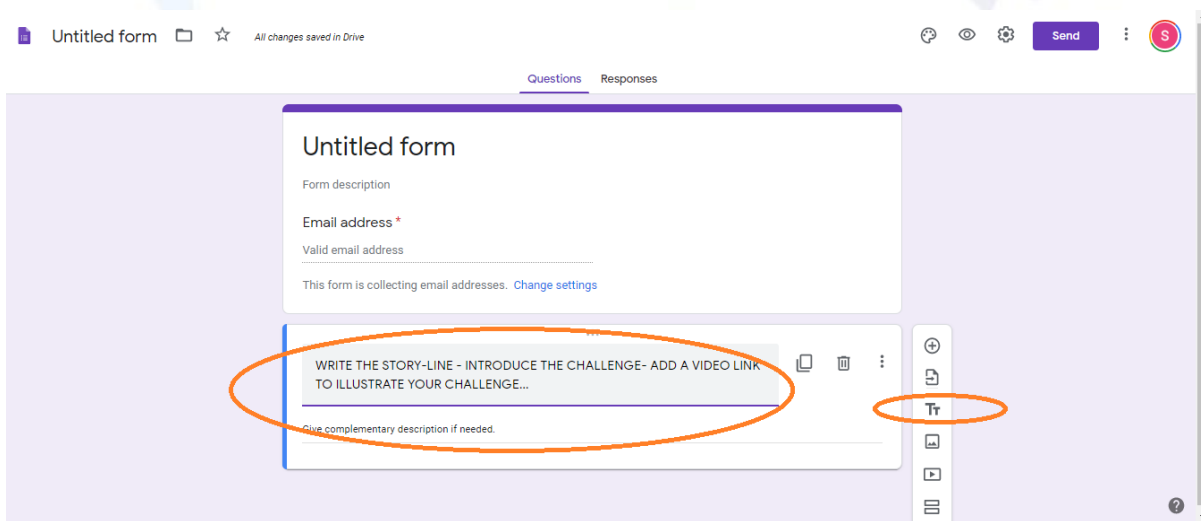 Untitled form
All changes saved in Drive
Send
S
Questions Responses
Untitled form
Form description
Email address *
Valid email address
This form is collecting email addresses. Change settings
WRITE THE STORY-LINE - INTRODUCE THE CHALLENGE- ADD A VIDEO LINK
TO ILLUSTRATE YOUR CHALLENGE...
Give complementary description if needed.
Tт